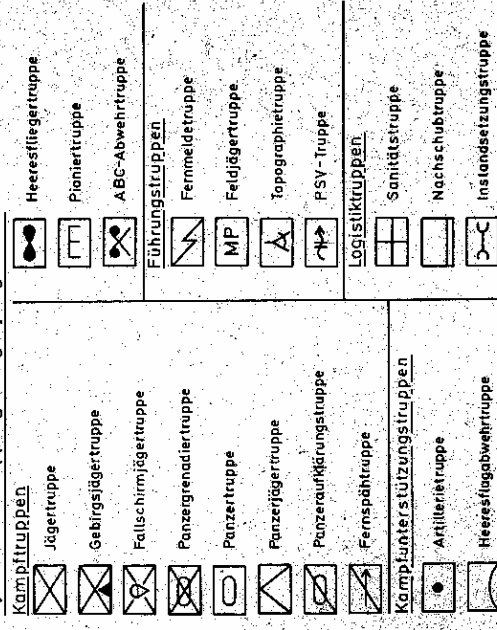 Kampftruppen
Jägertruppe
Gebirgsjägertruppe
Fallschirmjägertruppe
Panzergrenadiertruppe
Panzertruppe
Panzerjägertruppe
Panzeraufklärungstruppe
Fernspähtruppe
Kampfunterstützungstruppen
Artillerietruppe
Heeresflugabwehrtruppe
Heeresfliegertruppe
Pioniertruppe
ABC-Abwehrtruppe
Führungstruppen
Fernmeldetruppe
MP Feldjägertruppe
Topographietruppe
PSV-Truppe
Logistiktruppen
Sanitätstruppe
Nachschubtruppe
Instandsetzungstruppe